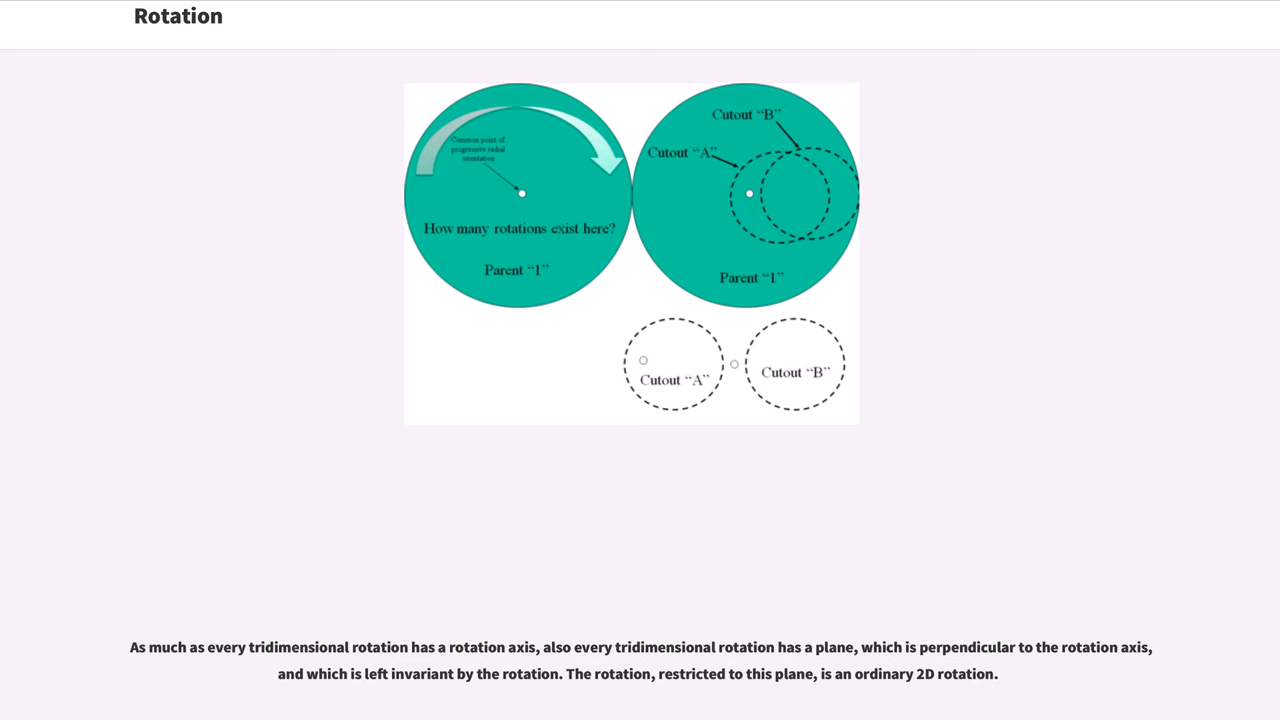 Rotation
Common point of
progressive radial
orientation
How many rotations exist here?
Parent “1”
Cutout “B”
Cutout “A”
Parent “1”
Cutout “A”
Cutout “B”
As much as every tridimensional rotation has a rotation axis, also every tridimensional rotation has a plane, which is perpendicular to the rotation axis,
and which is left invariant by the rotation. The rotation, restricted to this plane, is an ordinary 2D rotation.